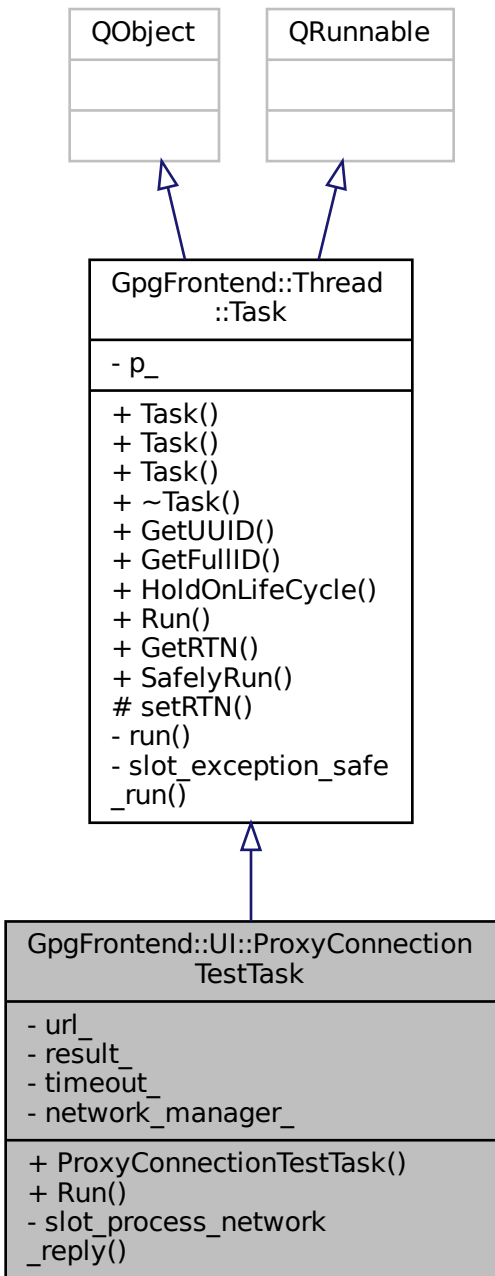 QObject
QRunnable
GpgFrontend::Thread
::Task
- p_
+ Task()
+ Task()
+ Task()
+ ~Task()
+ GetUUID()
+ GetFullID()
+ HoldOnLifeCycle()
+ Run()
+ GetRTN()
+ SafelyRun()
# setRTN()
- run()
- slot_exception_safe
_run()
GpgFrontend::UI::ProxyConnection
TestTask
- url_
- result_
- timeout_
- network_manager_
+ ProxyConnectionTestTask()
+ Run()
- slot_process_network
_reply()